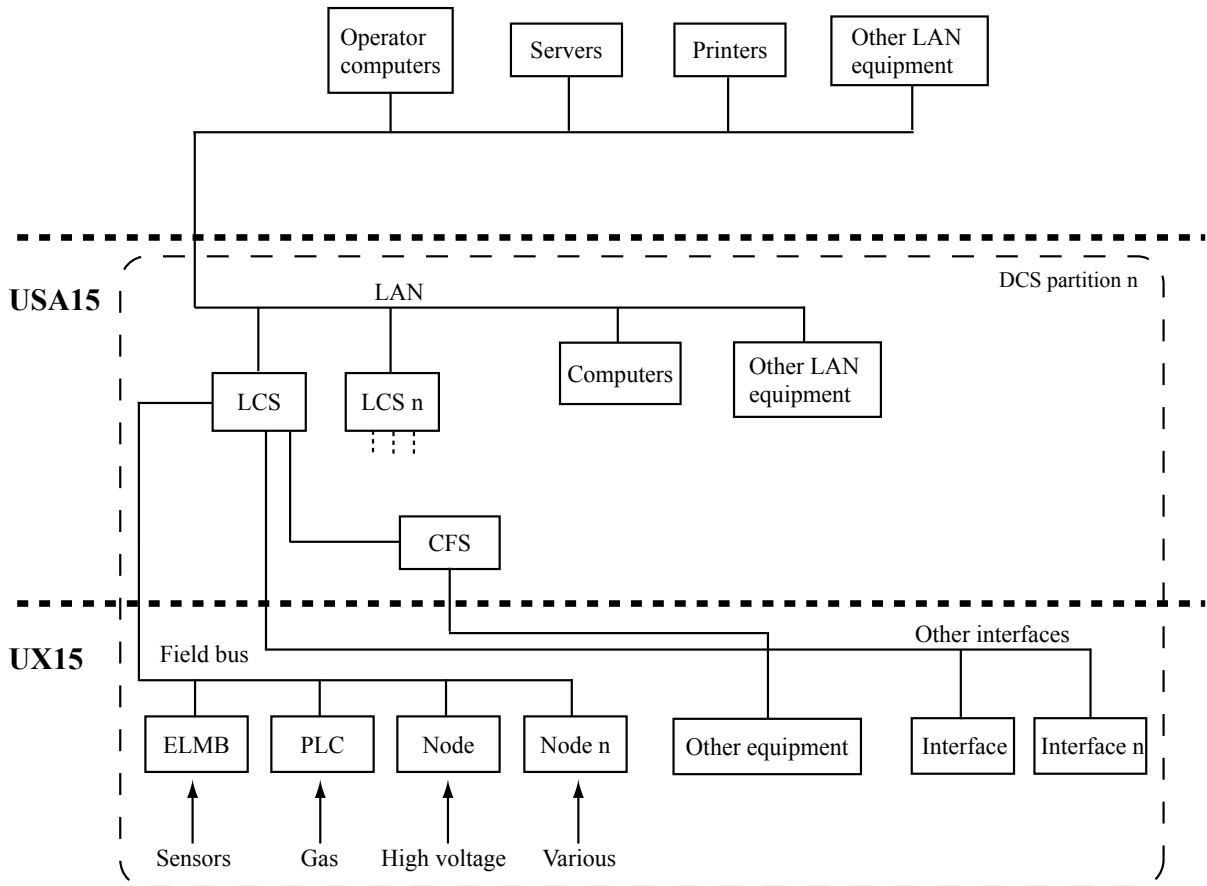 Operator
computers
Servers
Printers
Other LAN
equipment
USA15
DCS partition n
LAN
LCS
LCS n
Computers
Other LAN
equipment
CFS
UX15
Field bus
Other interfaces
ELMB
PLC
Node
Node n
Other equipment
Interface
Interface n
Sensors
Gas
High voltage
Various